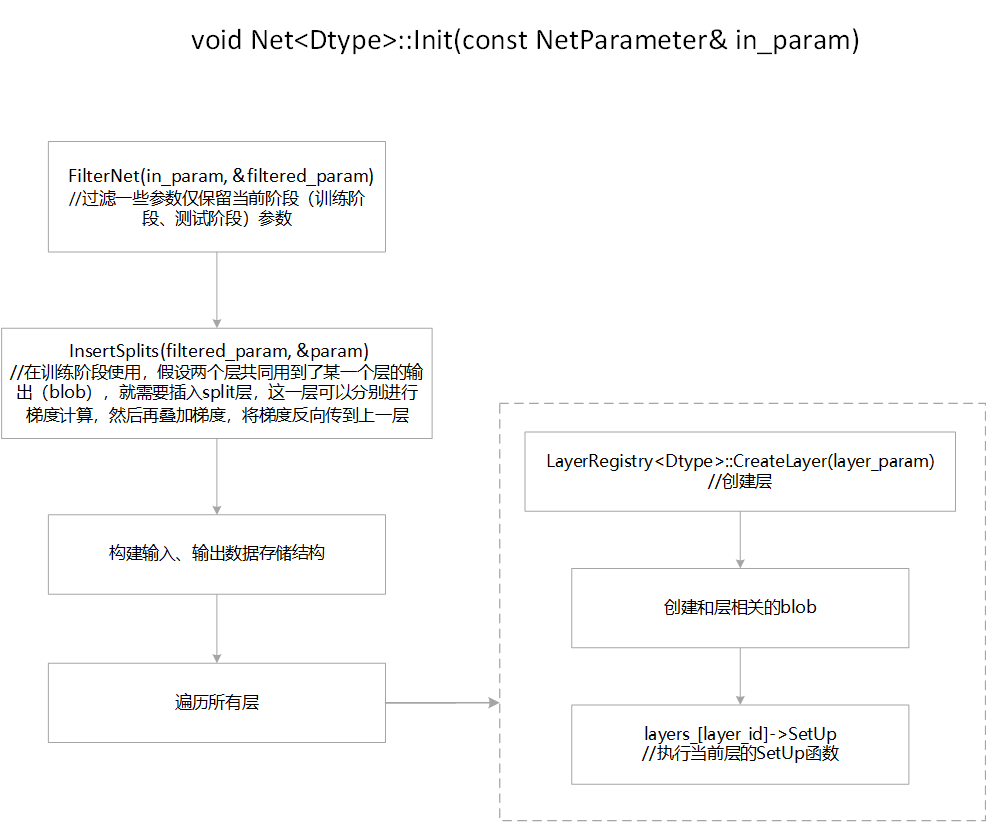 void Net<Dtype>::Init(const NetParameter& in_param)
FilterNet(in_param, &filtered_param)
//过滤一些参数仅保留当前阶段（训练阶
段、测试阶段）参数
InsertSplits(filtered_param, &param)
//在训练阶段使用，假设两个层共同用到了某一个层的输
出（blob），就需要插入split层，这一层可以分别进行
梯度计算，然后再叠加梯度，将梯度反向传到上一层
构建输入、输出数据存储结构
遍历所有层
LayerRegistry<Dtype>::CreateLayer(layer_param)
//创建层
创建和层相关的blob
layers_[layer_id]->SetUp
//执行当前层的SetUp函数